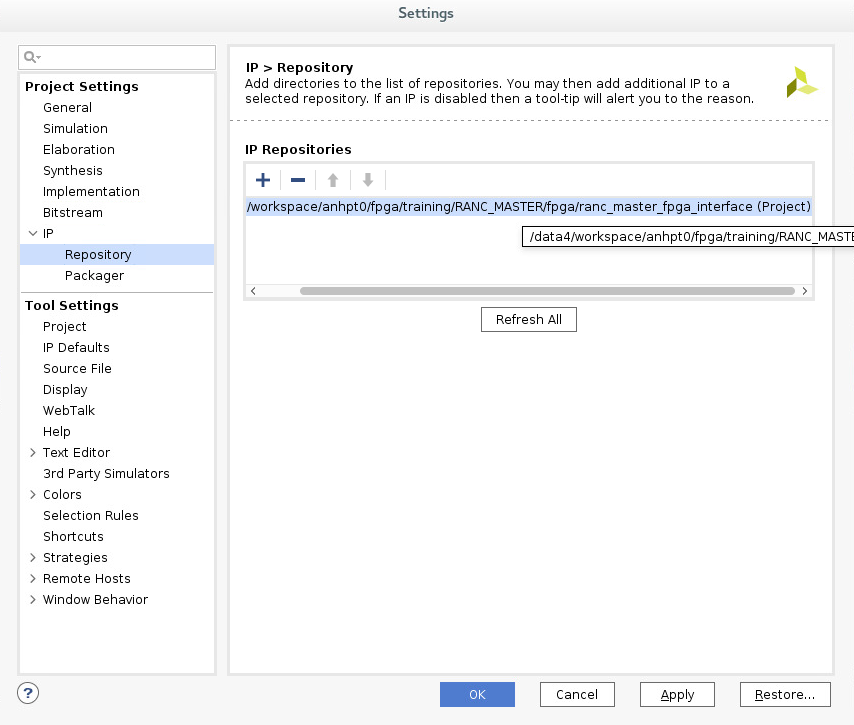 Settings
Project Settings
General
Simulation
Elaboration
Synthesis
Implementation
Bitstream
IP
Repository
Packager
Tool Settings
Project
IP Defaults
Source File
Display
WebTalk
Help
Text Editor
3rd Party Simulators
Colors
Selection Rules
Shortcuts
Strategies
Remote Hosts
Window Behavior
IP > Repository
Add directories to the list of repositories. You may then add additional IP to a
selected repository. If an IP is disabled then a tool-tip will alert you to the reason.
IP Repositories
/workspace/anhpt0/fpga/training/RANC_MASTER/fpga/ranc_master_fpga_interface (Project)
/data4/workspace/anhpt0/fpga/training/RANC_MASTE
Refresh All
?
OK
Cancel
Apply
Restore...